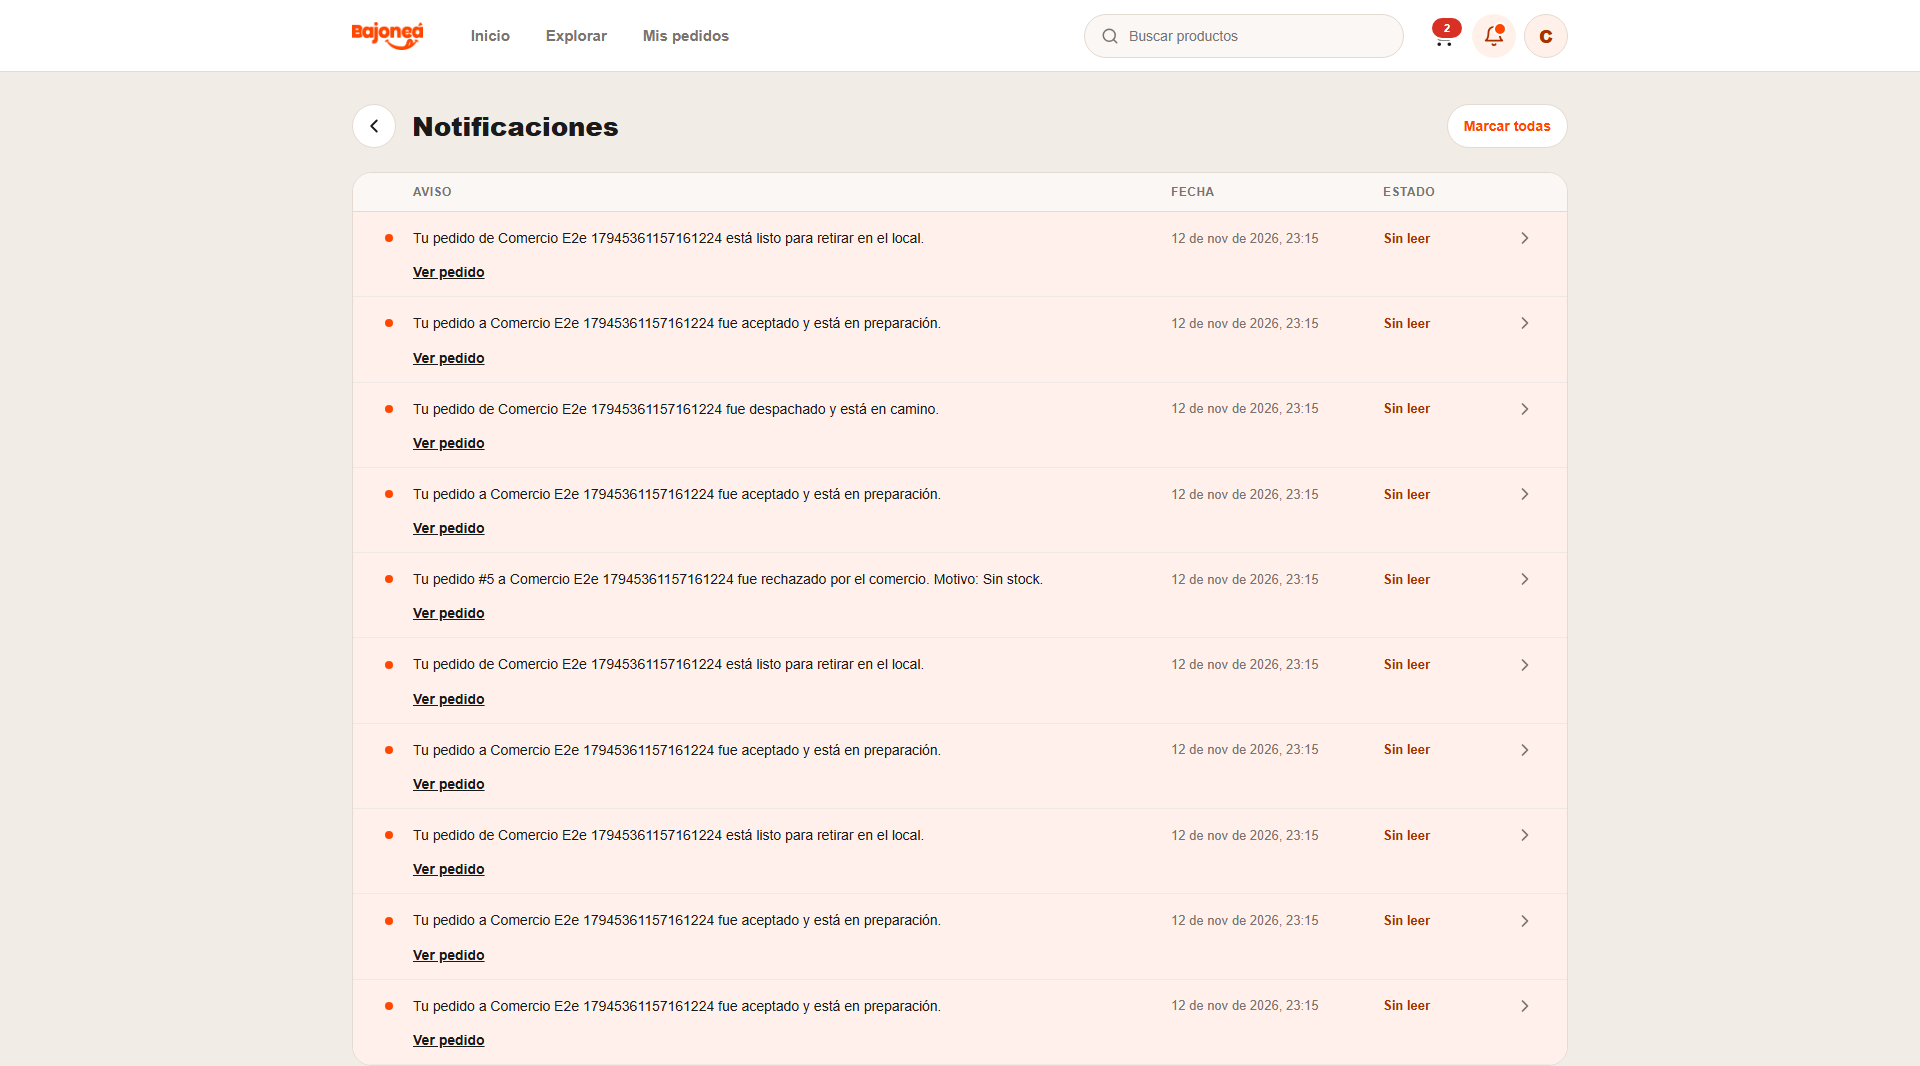 Bajoneá
Inicio
Explorar
Mis pedidos
Buscar productos
2
C
Notificaciones
Marcar todas
AVISO
FECHA
ESTADO
Tu pedido de Comercio E2e 17945361157161224 está listo para retirar en el local.
12 de nov de 2026, 23:15
Sin leer
Ver pedido
Tu pedido a Comercio E2e 17945361157161224 fue aceptado y está en preparación.
12 de nov de 2026, 23:15
Sin leer
Ver pedido
Tu pedido de Comercio E2e 17945361157161224 fue despachado y está en camino.
12 de nov de 2026, 23:15
Sin leer
Ver pedido
Tu pedido a Comercio E2e 17945361157161224 fue aceptado y está en preparación.
12 de nov de 2026, 23:15
Sin leer
Ver pedido
Tu pedido #5 a Comercio E2e 17945361157161224 fue rechazado por el comercio. Motivo: Sin stock.
12 de nov de 2026, 23:15
Sin leer
Ver pedido
Tu pedido de Comercio E2e 17945361157161224 está listo para retirar en el local.
12 de nov de 2026, 23:15
Sin leer
Ver pedido
Tu pedido a Comercio E2e 17945361157161224 fue aceptado y está en preparación.
12 de nov de 2026, 23:15
Sin leer
Ver pedido
Tu pedido de Comercio E2e 17945361157161224 está listo para retirar en el local.
12 de nov de 2026, 23:15
Sin leer
Ver pedido
Tu pedido a Comercio E2e 17945361157161224 fue aceptado y está en preparación.
12 de nov de 2026, 23:15
Sin leer
Ver pedido
Tu pedido a Comercio E2e 17945361157161224 fue aceptado y está en preparación.
12 de nov de 2026, 23:15
Sin leer
Ver pedido